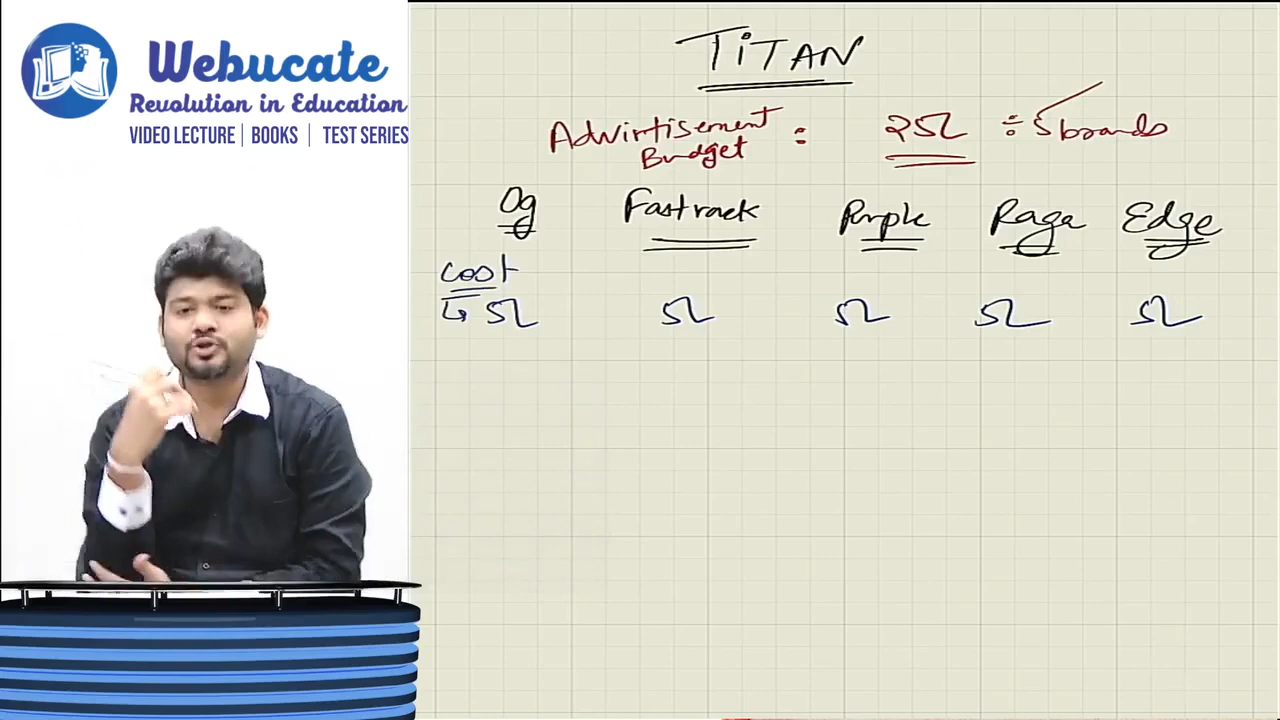 Webucate
Revolution in Education
VIDEO LECTURE | BOOKS | TEST SERIES
TiTAN
Advirtisement Budget : 25L ÷ 5 brands
Og Fastrack Purple Raga Edge
cost
↳ 5L 5L 5L 5L 5L